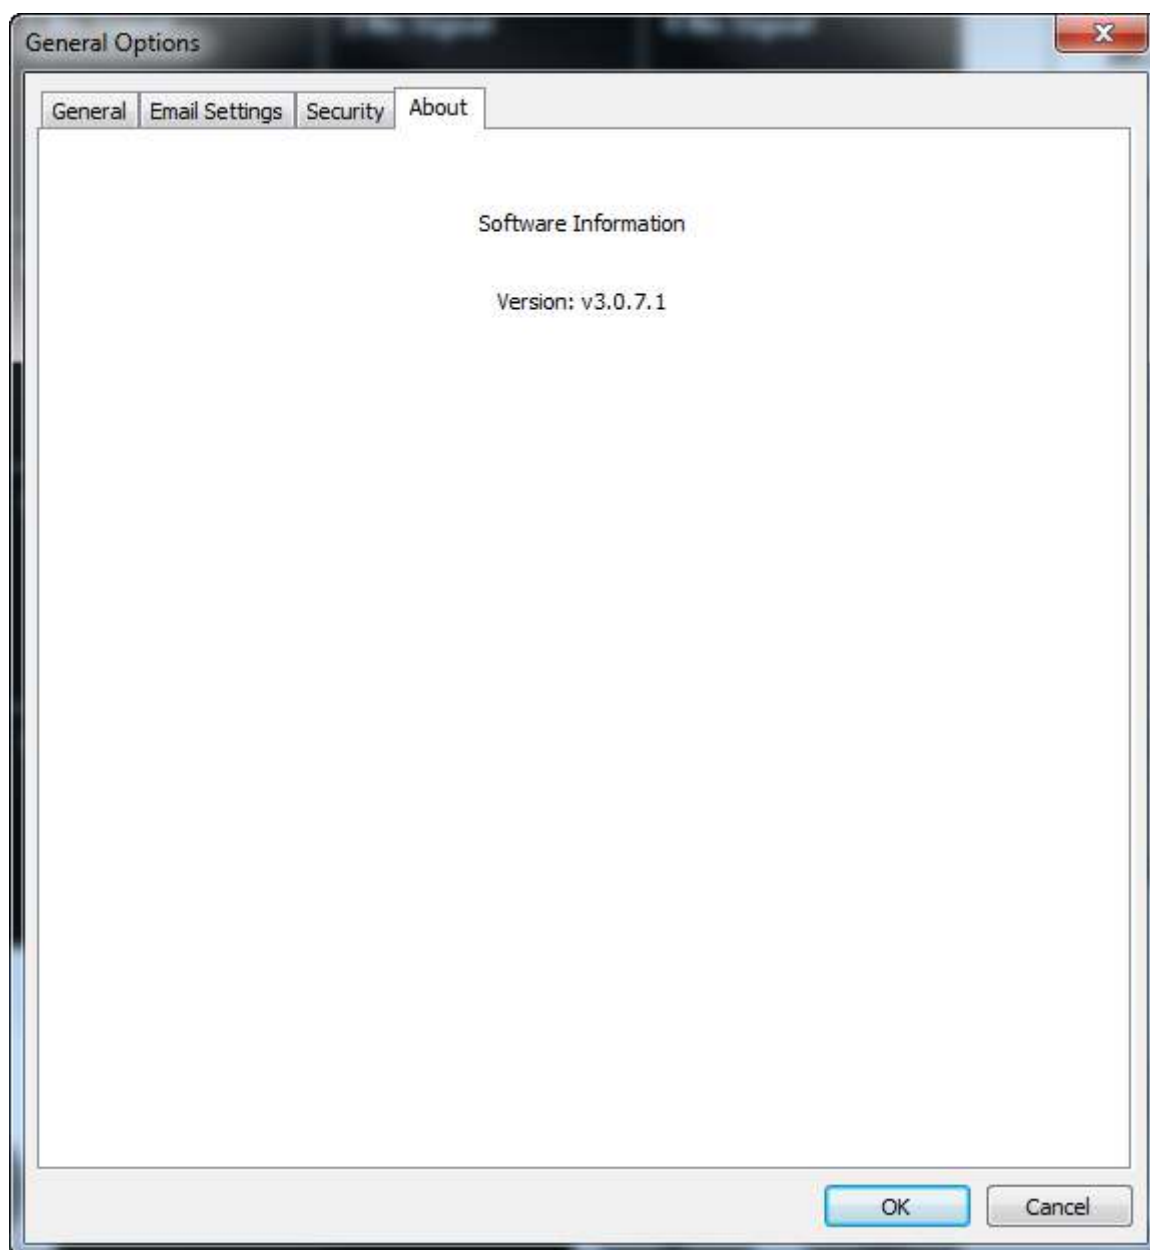 General Options
General Email Settings Security About
Software Information
Version: v3.0.7.1
OK Cancel